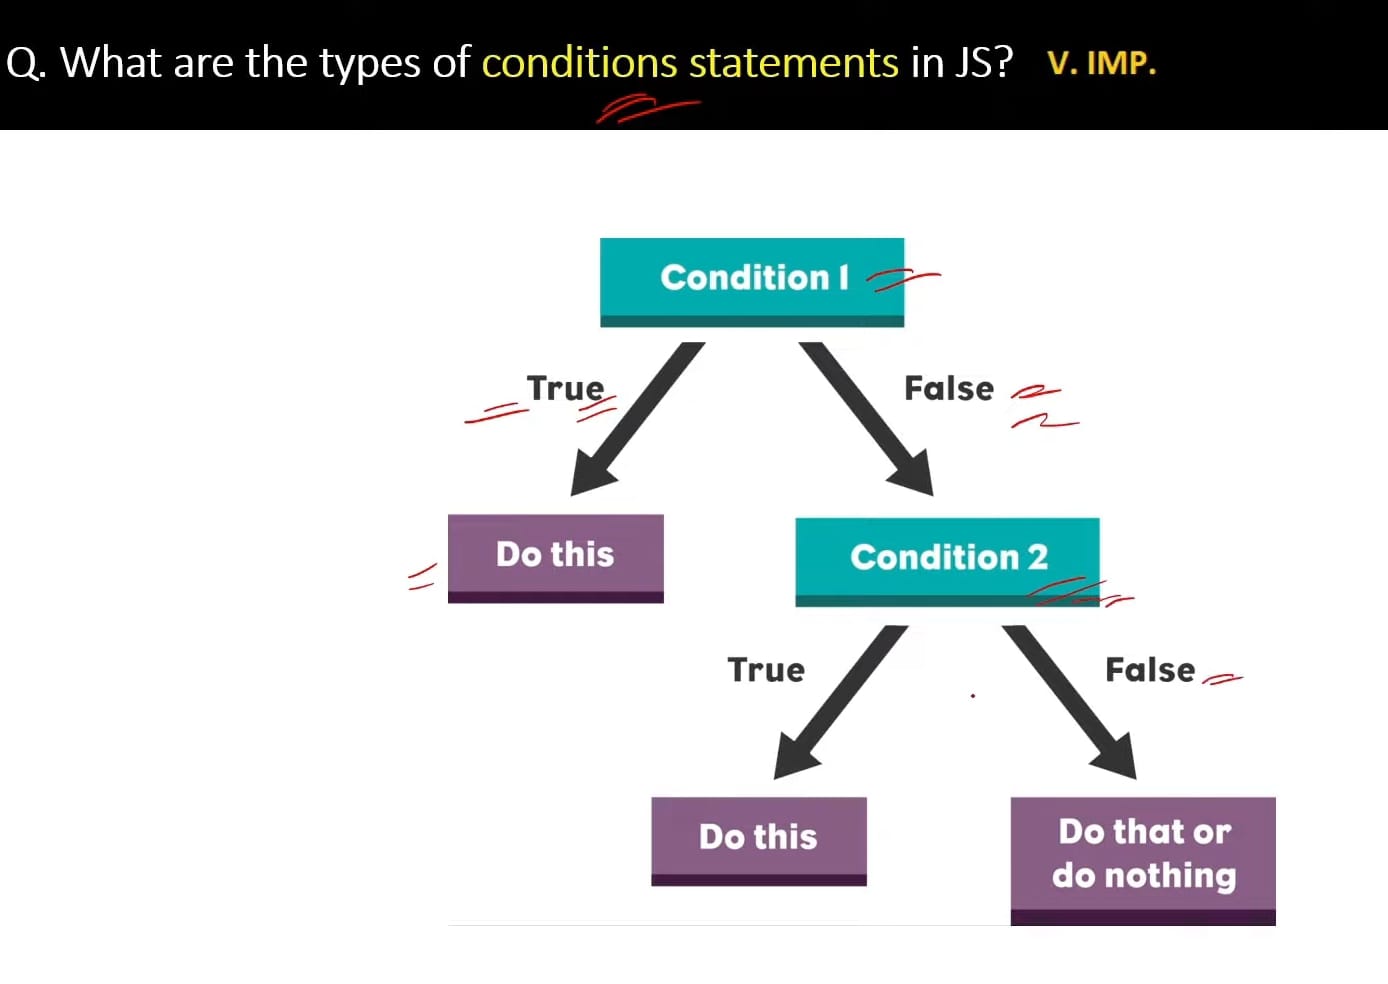 Q. What are the types of conditions statements in JS? V. IMP.
Condition 1
True
False
Do this
Condition 2
True
False
Do this
Do that or
do nothing